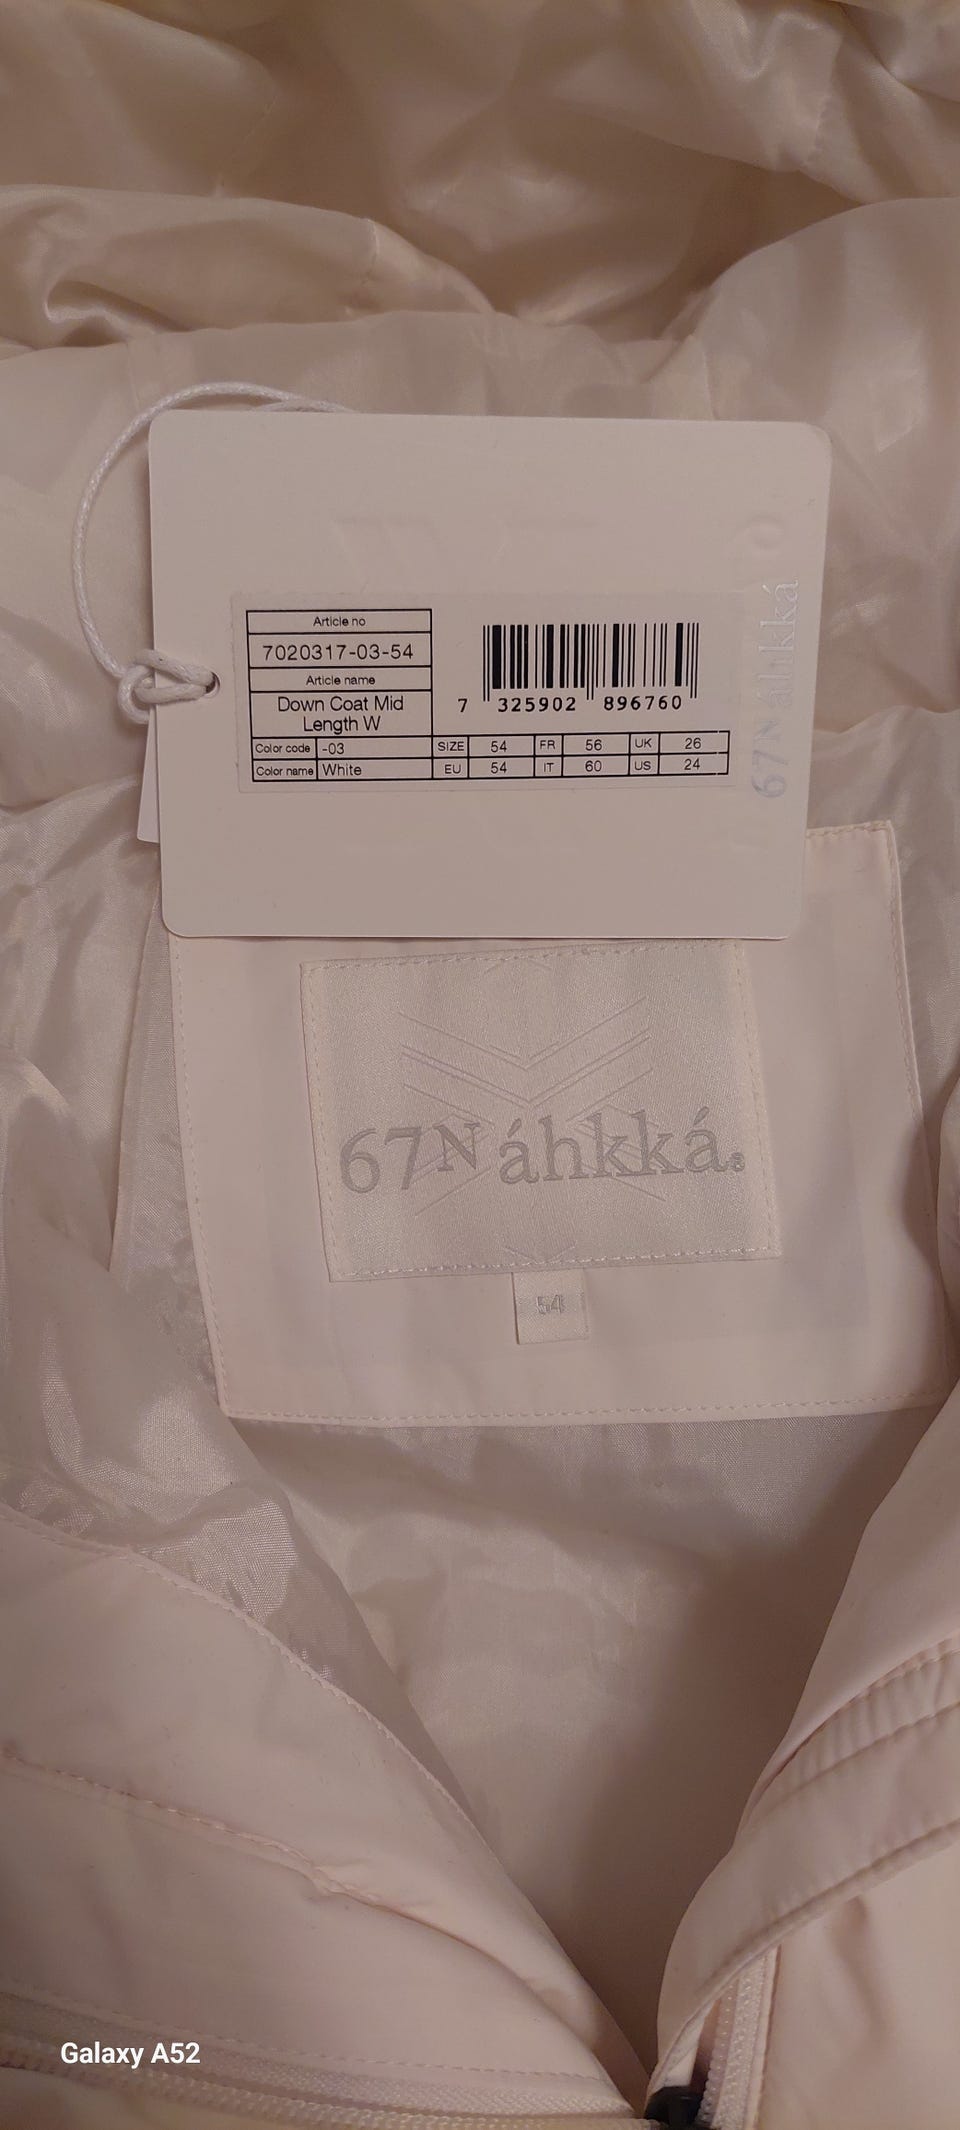 Article no
7020317-03-54
Article name
Down Coat Mid
Length W
7 325902 896760
Color code -03 SIZE 54 FR 56 UK 26
Color name White EU 54 IT 60 US 24
67N áhkká
67N áhkká®
54
Galaxy A52